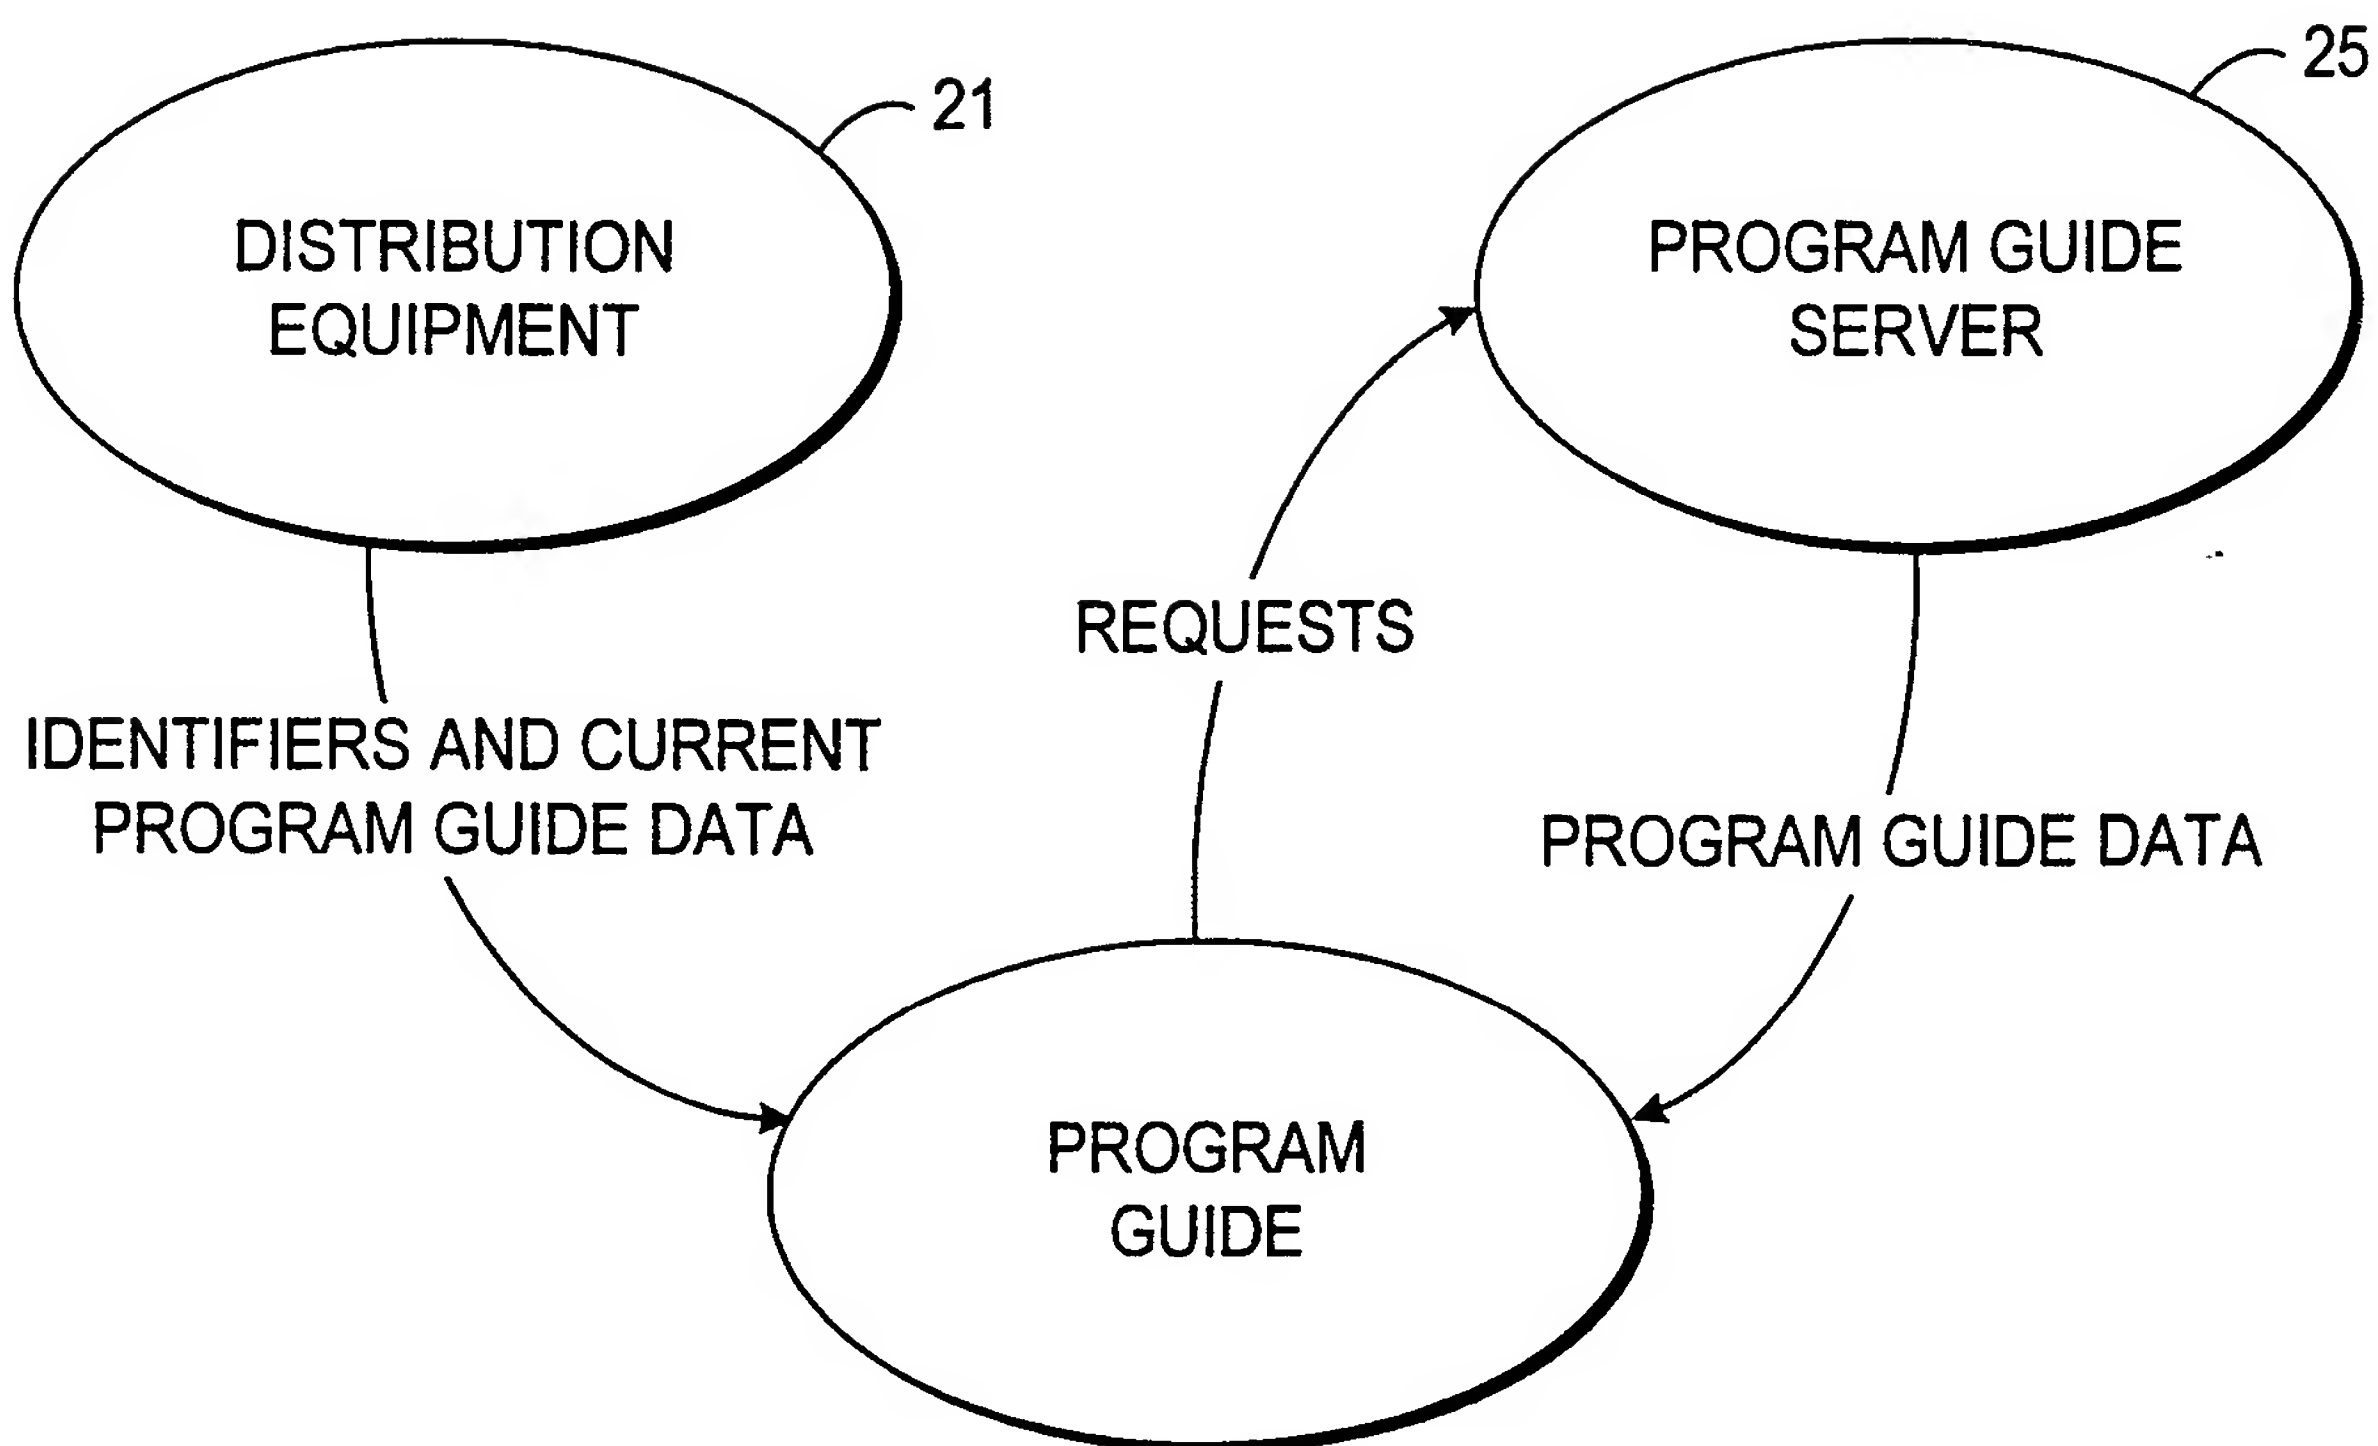 21
25
DISTRIBUTION
EQUIPMENT
PROGRAM GUIDE
SERVER
REQUESTS
IDENTIFIERS AND CURRENT
PROGRAM GUIDE DATA
PROGRAM GUIDE DATA
PROGRAM
GUIDE